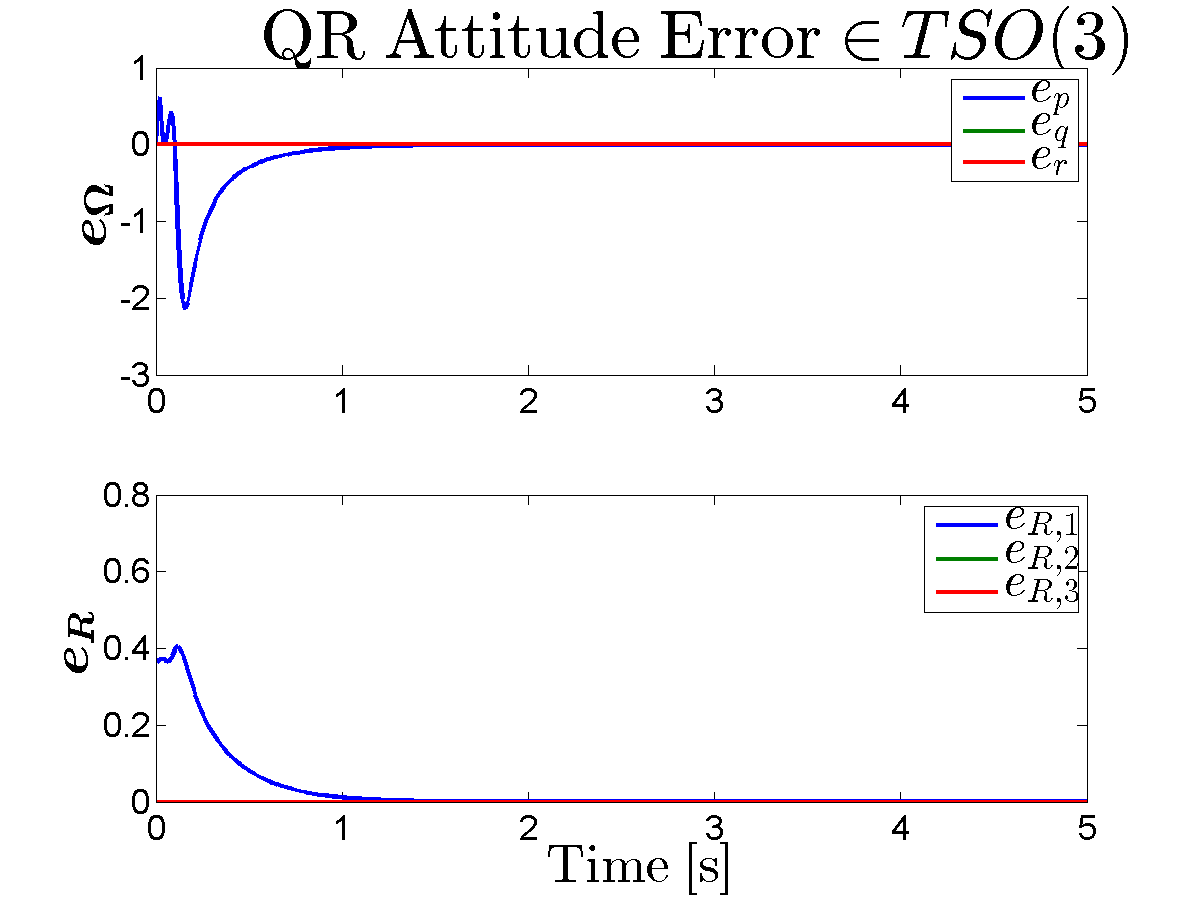 QR Attitude Error ∈ TSO(3)
1
0
-1
-2
-3
e_Ω
e_p
e_q
e_r
0 1 2 3 4 5
0.8
0.6
0.4
0.2
0
e_R
e_{R,1}
e_{R,2}
e_{R,3}
0 1 2 3 4 5
Time [s]